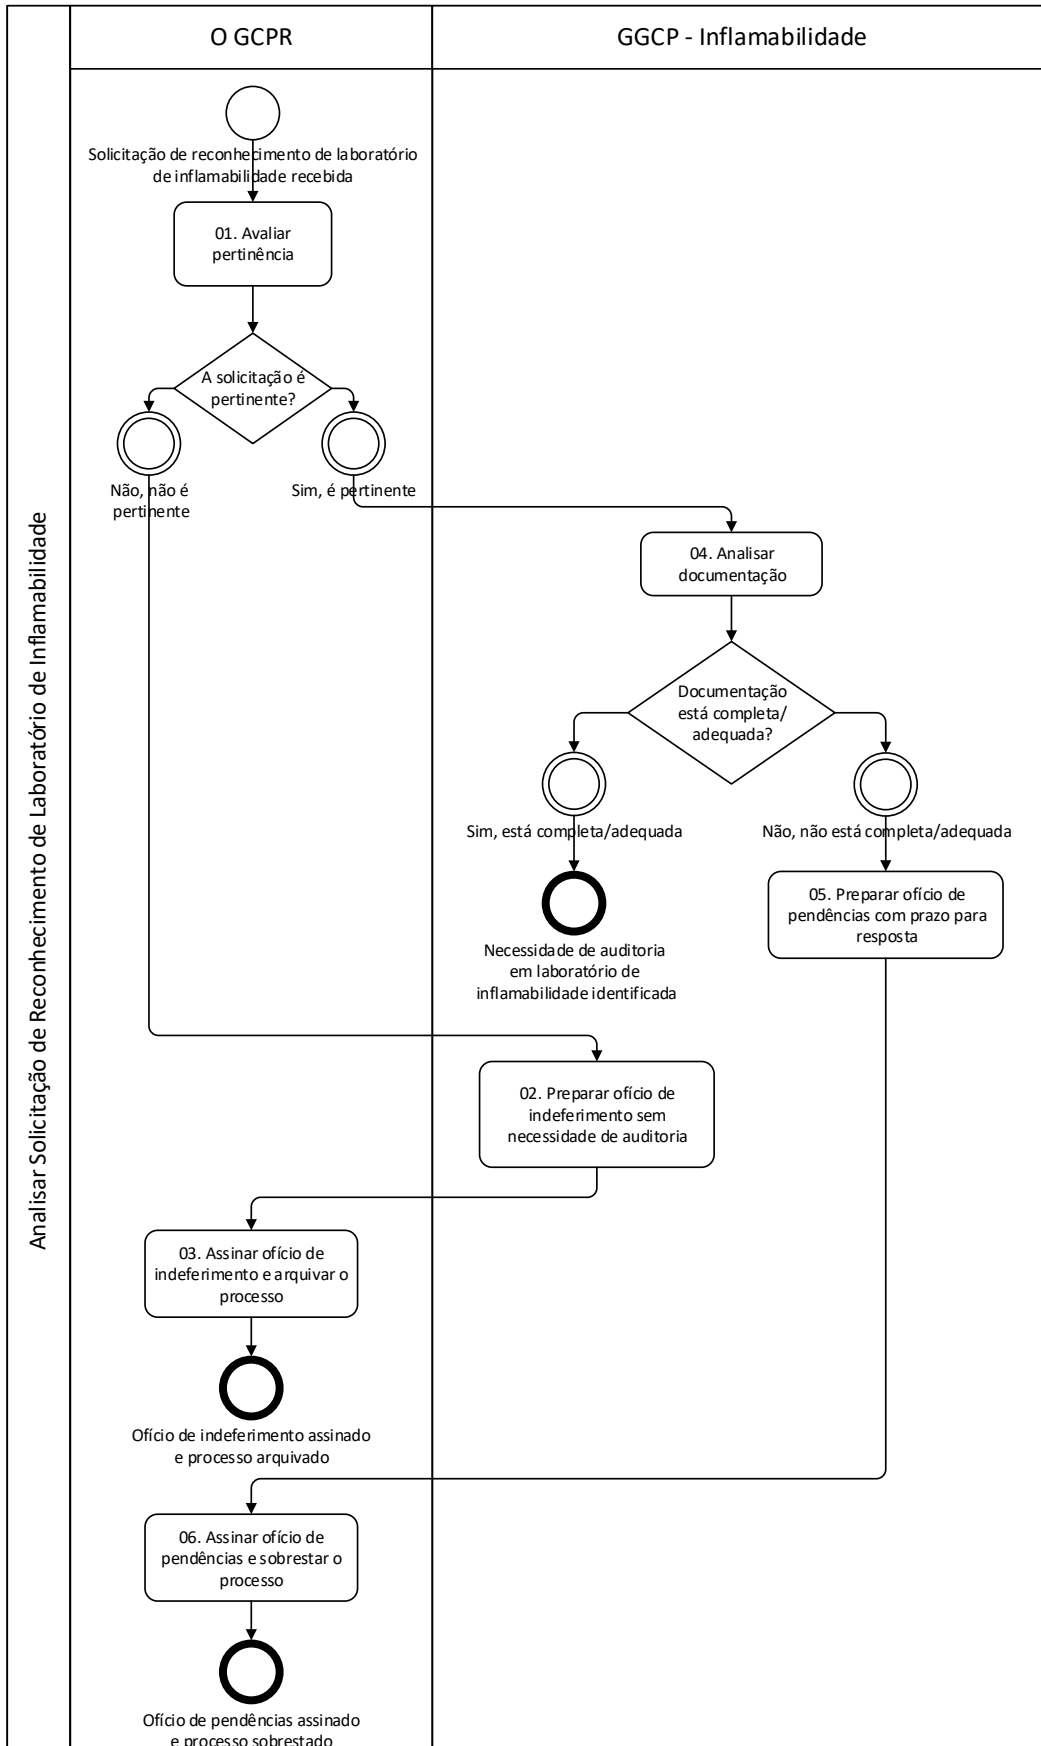 Analisar Solicitação de Reconhecimento de Laboratório de Inflamabilidade
O GCPR
GGCP - Inflamabilidade
Solicitação de reconhecimento de laboratório
de inflamabilidade recebida
01. Avaliar
pertinência
A solicitação é
pertinente?
Não, não é
pertinente
Sim, é pertinente
04. Analisar
documentação
Documentação
está completa/
adequada?
Sim, está completa/adequada
Não, não está completa/adequada
Necessidade de auditoria
em laboratório de
inflamabilidade identificada
05. Preparar ofício de
pendências com prazo para
resposta
02. Preparar ofício de
indeferimento sem
necessidade de auditoria
03. Assinar ofício de
indeferimento e arquivar o
processo
Ofício de indeferimento assinado
e processo arquivado
06. Assinar ofício de
pendências e sobrestar o
processo
Ofício de pendências assinado
e processo sobrestado